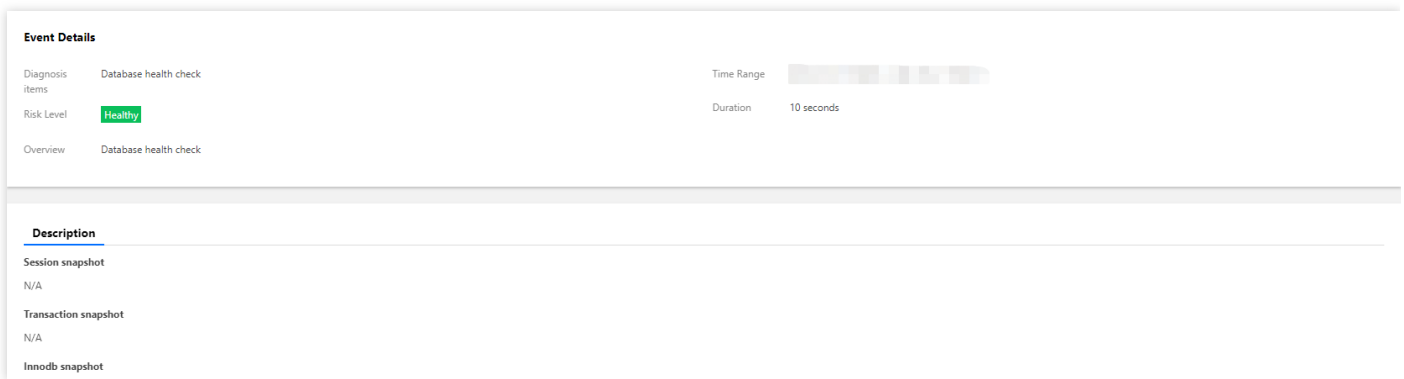 Event Details
Diagnosis items
Database health check
Time Range
Risk Level
Healthy
Duration
10 seconds
Overview
Database health check
Description
Session snapshot
N/A
Transaction snapshot
N/A
Innodb snapshot